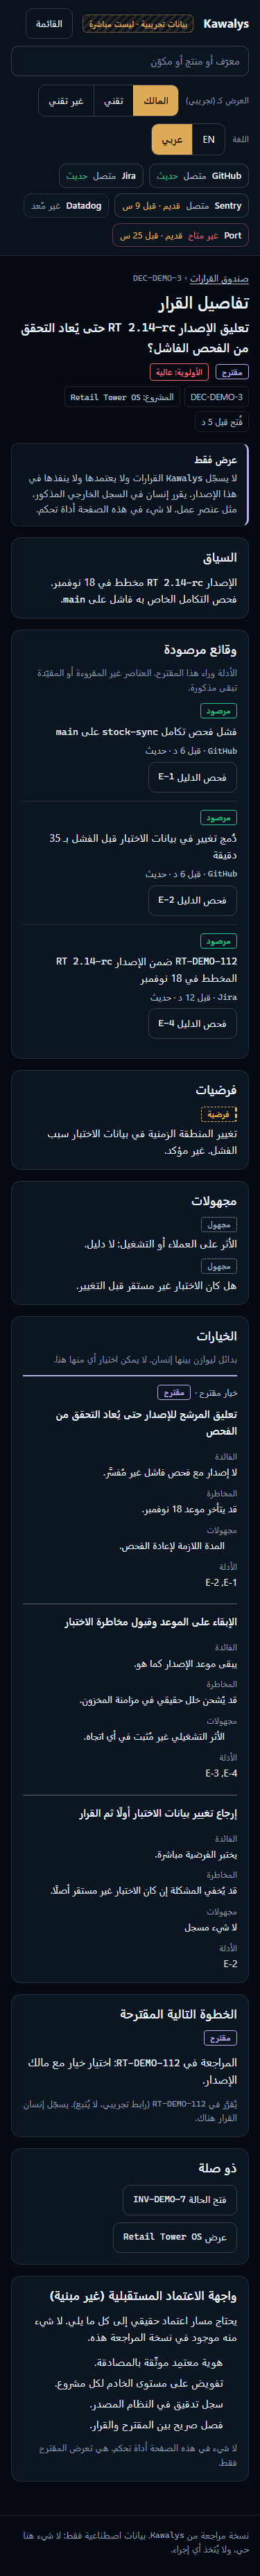 Kawalys
بيانات تجريبية · ليست مباشرة
القائمة
معرّف أو منتج أو مكوّن
العرض كـ (تجريبي)
المالك
تقني
غير تقني
اللغة
EN
عربي
GitHub متصل حديث
Jira متصل حديث
Sentry متصل قديم · قبل 9 س
Datadog غير مُعد
Port غير متاح قديم · قبل 25 س
صندوق القرارات › DEC-DEMO-3
تفاصيل القرار
تعليق الإصدار RT 2.14-rc حتى يُعاد التحقق
من الفحص الفاشل؟
مقترح
الأولوية: عالية
DEC-DEMO-3
المشروع: Retail Tower OS
فُتح قبل 5 د
عرض فقط
لا يسجّل Kawalys القرارات ولا يعتمدها ولا ينفذها في
هذا الإصدار. يقرر إنسان في السجل الخارجي المذكور،
مثل عنصر عمل. لا شيء في هذه الصفحة أداة تحكم.
السياق
الإصدار RT 2.14-rc مخطط في 18 نوفمبر.
فحص التكامل الخاص به فاشل على main.
وقائع مرصودة
الأدلة وراء هذا المقترح. العناصر غير المقروءة أو المقيّدة
تبقى مذكورة.
مرصود
فشل فحص تكامل stock-sync على main
GitHub · قبل 6 د · حديث
فحص الدليل E-1
مرصود
دُمج تغيير في بيانات الاختبار قبل الفشل بـ 35
دقيقة
GitHub · قبل 6 د · حديث
فحص الدليل E-2
مرصود
RT-DEMO-112 ضمن الإصدار RT 2.14-rc
المخطط في 18 نوفمبر
Jira · قبل 12 د · حديث
فحص الدليل E-4
فرضيات
فرضية
تغيير المنطقة الزمنية في بيانات الاختبار سبب
الفشل. غير مؤكد.
مجهولات
مجهول
الأثر على العملاء أو التشغيل: لا دليل.
مجهول
هل كان الاختبار غير مستقر قبل التغيير.
الخيارات
بدائل ليوازن بينها إنسان. لا يمكن اختيار أي منها هنا.
خيار مقترح · مقترح
تعليق المرشح للإصدار حتى يُعاد التحقق من
الفحص
الفائدة
لا إصدار مع فحص فاشل غير مُفسَّر.
المخاطرة
قد يتأخر موعد 18 نوفمبر.
مجهولات
المدة اللازمة لإعادة الفحص.
الأدلة
E-1، E-2
الإبقاء على الموعد وقبول مخاطرة الاختبار
الفائدة
يبقى موعد الإصدار كما هو.
المخاطرة
قد يُشحن خلل حقيقي في مزامنة المخزون.
مجهولات
الأثر التشغيلي غير مُثبت في أي اتجاه.
الأدلة
E-4، E-3
إرجاع تغيير بيانات الاختبار أولًا ثم القرار
الفائدة
يختبر الفرضية مباشرة.
المخاطرة
قد يُخفي المشكلة إن كان الاختبار غير مستقر أصلًا.
مجهولات
لا شيء مسجل
الأدلة
E-2
الخطوة التالية المقترحة
مقترح
المراجعة في RT-DEMO-112: اختيار خيار مع مالك
الإصدار.
يُقرَّر في RT-DEMO-112 (رابط تجريبي، لا يُتبع). يسجّل إنسان
القرار هناك.
ذو صلة
فتح الحالة INV-DEMO-7
عرض Retail Tower OS
واجهة الاعتماد المستقبلية (غير مبنية)
يحتاج مسار اعتماد حقيقي إلى كل ما يلي. لا شيء
منه موجود في نسخة المراجعة هذه.
هوية معتمِد موثّقة بالمصادقة.
تفويض على مستوى الخادم لكل مشروع.
سجل تدقيق في النظام المصدر.
فصل صريح بين المقترح والقرار.
لا شيء في هذه الصفحة أداة تحكم. هي تعرض المقترح
فقط.
نسخة مراجعة من Kawalys. بيانات اصطناعية فقط: لا شيء هنا
حي، ولا يُتخذ أي إجراء.